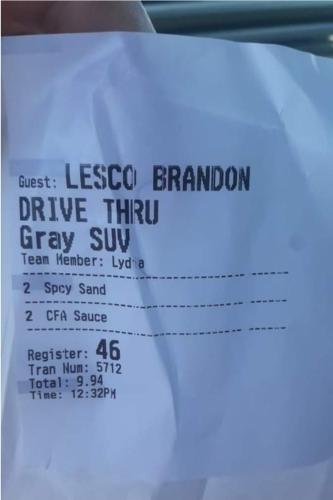 Guest: LESCO BRANDON
DRIVE THRU
Gray SUV
Team Member: Lydia
2 Spcy Sand
2 CFA Sauce
Register: 46
Tran Num: 5712
Total: 9.94
Time: 12:32PM